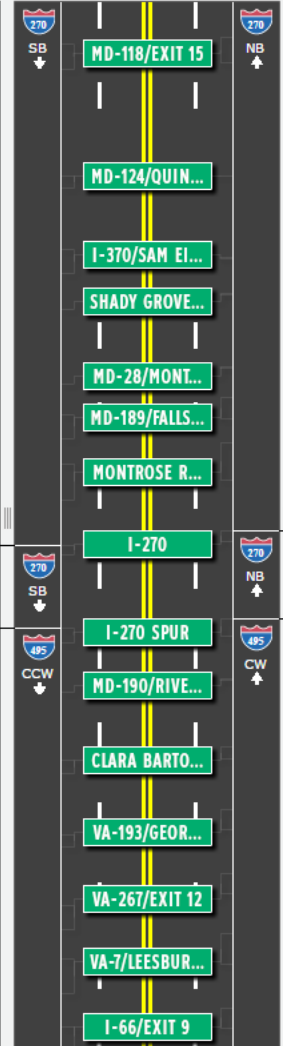 270
270
SB
NB
MD-118/EXIT 15
MD-124/QUIN...
I-370/SAM EI...
SHADY GROVE...
MD-28/MONT...
MD-189/FALLS...
MONTROSE R...
I-270
270
270
SB
NB
I-270 SPUR
495
495
CCW
CW
MD-190/RIVE...
CLARA BARTO...
VA-193/GEOR...
VA-267/EXIT 12
VA-7/LEESBUR...
I-66/EXIT 9